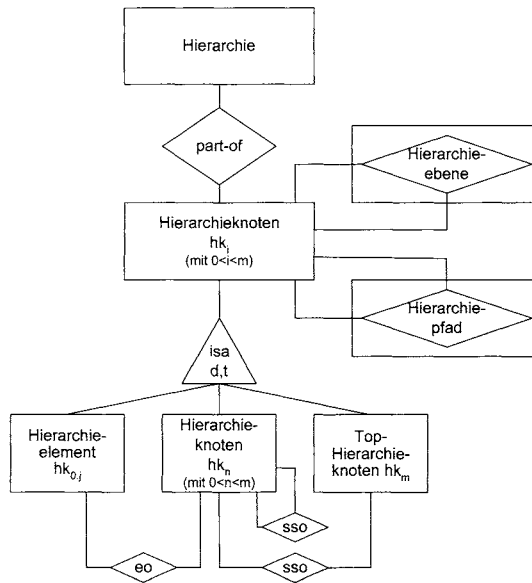 Hierarchie
part-of
Hierarchie-
ebene
Hierarchieknoten
hk_i
(mit 0<i<m)
Hierarchie-
pfad
isa
d,t
Hierarchie-
element
hk_0,j
Hierarchie-
knoten
hk_n
(mit 0<n<m)
Top-
Hierarchie-
knoten hk_m
sso
eo
sso